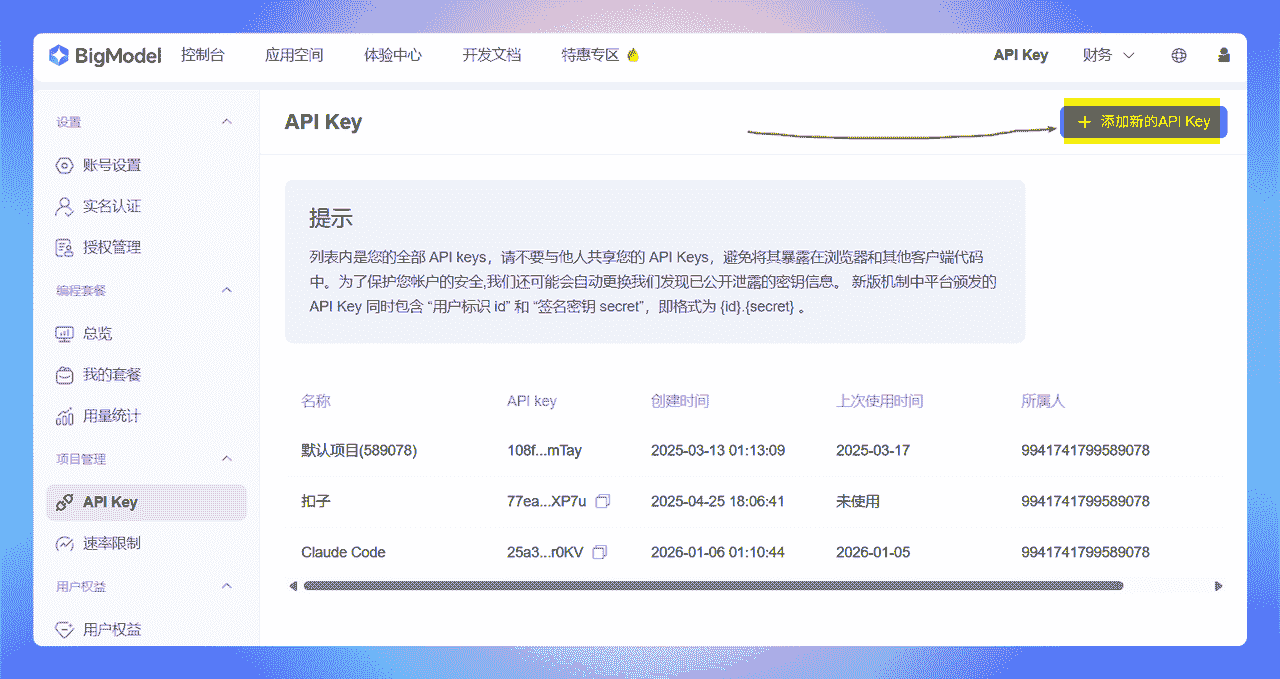 BigModel 控制台 应用空间 体验中心 开发文档 特惠专区 API Key 财务
设置
账号设置
实名认证
授权管理
编程套餐
总览
我的套餐
用量统计
项目管理
API Key
速率限制
用户权益
用户权益
API Key
+ 添加新的API Key
提示
列表内是您的全部 API keys，请不要与他人共享您的 API Keys，避免将其暴露在浏览器和其他客户端代码
中。为了保护您帐户的安全,我们还可能会自动更换我们发现已公开泄露的密钥信息。 新版机制中平台颁发的
API Key 同时包含 “用户标识 id” 和 “签名密钥 secret”，即格式为 {id}.{secret} 。
名称 API key 创建时间 上次使用时间 所属人
默认项目(589078) 108f...mTay 2025-03-13 01:13:09 2025-03-17 9941741799589078
扣子 77ea...XP7u 2025-04-25 18:06:41 未使用 9941741799589078
Claude Code 25a3...r0KV 2026-01-06 01:10:44 2026-01-05 9941741799589078